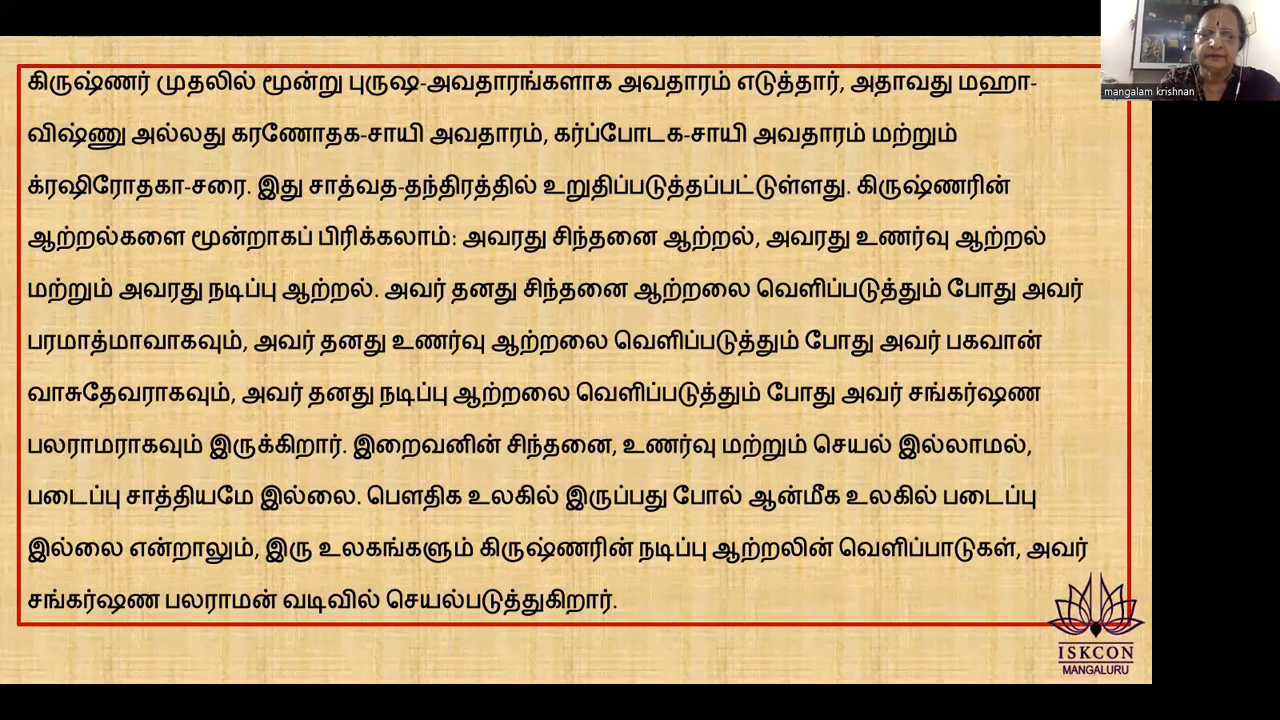 கிருஷ்ணர் முதலில் மூன்று புருஷ-அவதாரங்களாக அவதாரம் எடுத்தார், அதாவது மஹா-
விஷ்ணு அல்லது கரணோதக-சாயி அவதாரம், கர்ப்போடக-சாயி அவதாரம் மற்றும்
க்ரஷிரோதகா-சரை. இது சாத்வத-தந்திரத்தில் உறுதிப்படுத்தப்பட்டுள்ளது. கிருஷ்ணரின்
ஆற்றல்களை மூன்றாகப் பிரிக்கலாம்: அவரது சிந்தனை ஆற்றல், அவரது உணர்வு ஆற்றல்
மற்றும் அவரது நடிப்பு ஆற்றல். அவர் தனது சிந்தனை ஆற்றலை வெளிப்படுத்தும் போது அவர்
பரமாத்மாவாகவும், அவர் தனது உணர்வு ஆற்றலை வெளிப்படுத்தும் போது அவர் பகவான்
வாசுதேவராகவும், அவர் தனது நடிப்பு ஆற்றலை வெளிப்படுத்தும் போது அவர் சங்கர்ஷண
பலராமராகவும் இருக்கிறார். இறைவனின் சிந்தனை, உணர்வு மற்றும் செயல் இல்லாமல்,
படைப்பு சாத்தியமே இல்லை. பௌதிக உலகில் இருப்பது போல் ஆன்மீக உலகில் படைப்பு
இல்லை என்றாலும், இரு உலகங்களும் கிருஷ்ணரின் நடிப்பு ஆற்றலின் வெளிப்பாடுகள், அவர்
சங்கர்ஷண பலராமன் வடிவில் செயல்படுத்துகிறார்.
mangalam krishnan
ISKCON
MANGALURU